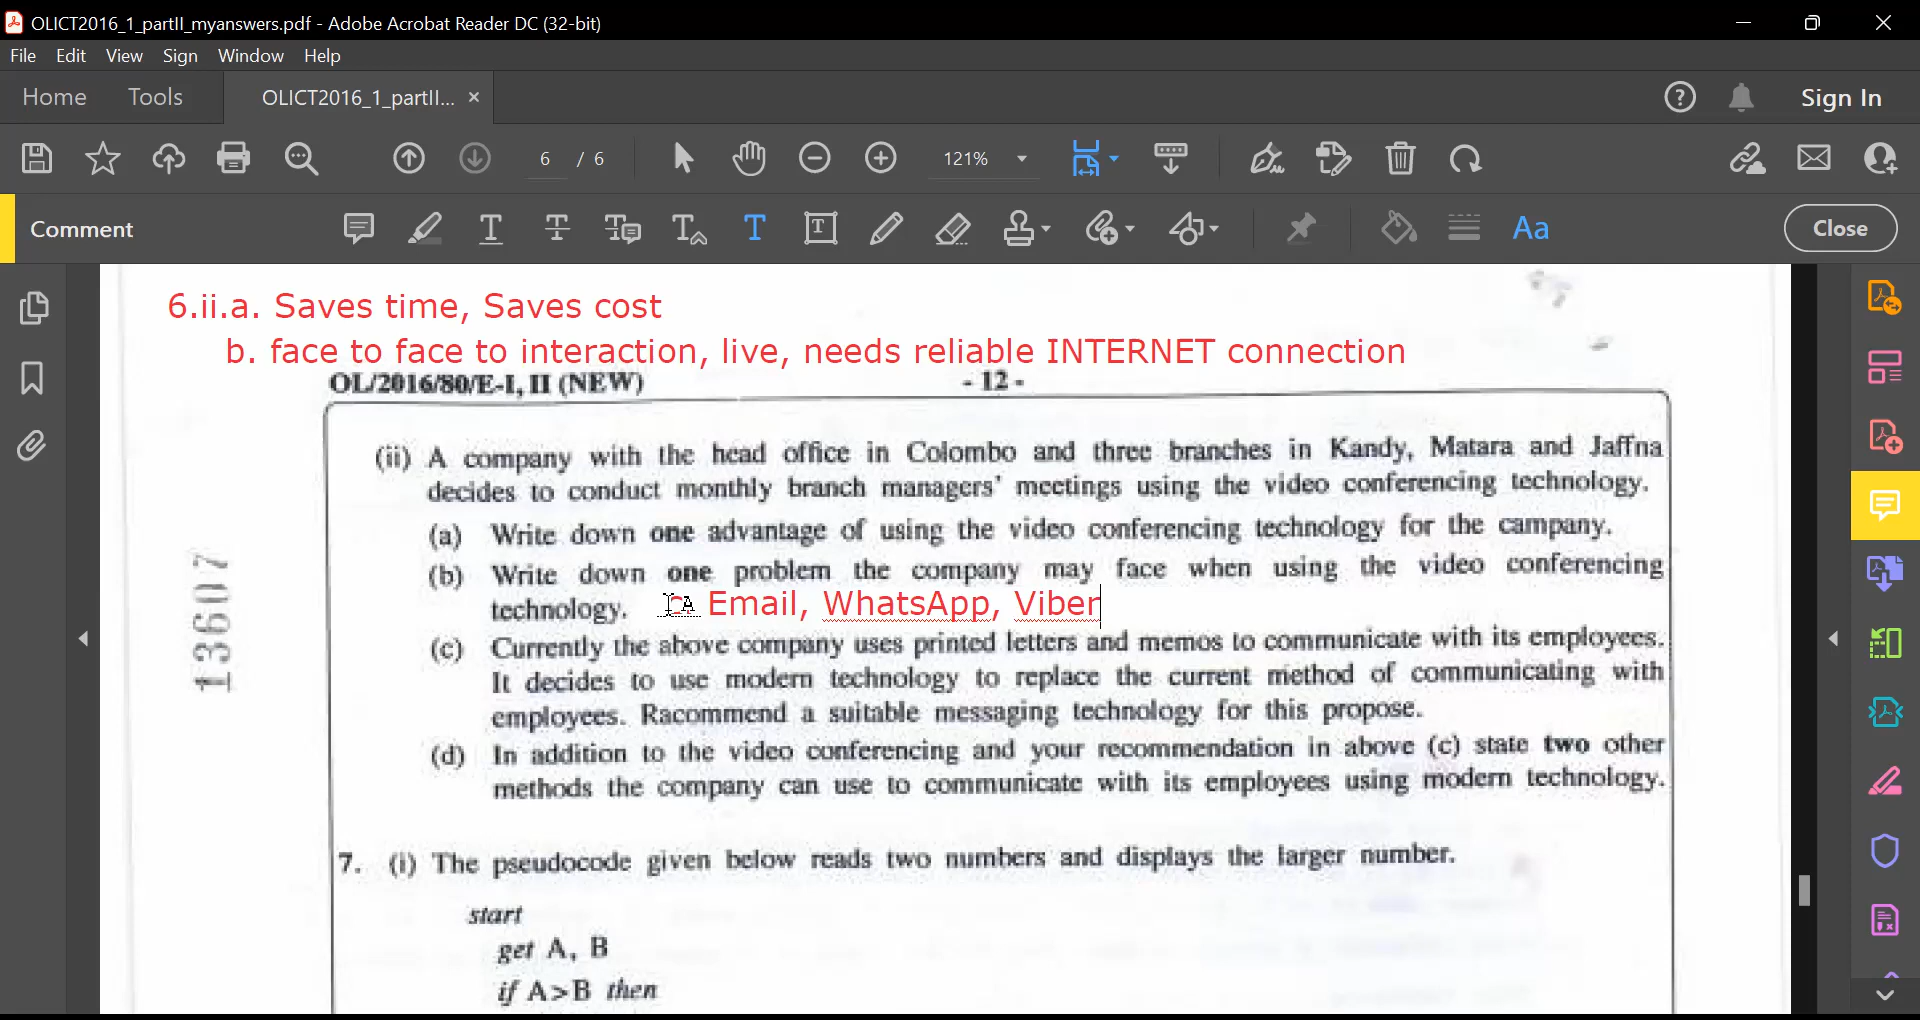 OLICT2016_1_partII_myanswers.pdf - Adobe Acrobat Reader DC (32-bit)
File Edit View Sign Window Help
Home Tools OLICT2016_1_partII... × Sign In
6 / 6 121%
Comment Close
6.ii.a. Saves time, Saves cost
b. face to face to interaction, live, needs reliable INTERNET connection
OL/2016/80/E-I, II (NEW) - 12 -
(ii) A company with the head office in Colombo and three branches in Kandy, Matara and Jaffna
decides to conduct monthly branch managers' meetings using the video conferencing technology.
(a) Write down one advantage of using the video conferencing technology for the campany.
(b) Write down one problem the company may face when using the video conferencing
technology. Email, WhatsApp, Viber
(c) Currently the above company uses printed letters and memos to communicate with its employees.
It decides to use modern technology to replace the current method of communicating with
employees. Racommend a suitable messaging technology for this propose.
(d) In addition to the video conferencing and your recommendation in above (c) state two other
methods the company can use to communicate with its employees using modern technology.
13607
7. (i) The pseudocode given below reads two numbers and displays the larger number.
start
get A, B
if A>B then